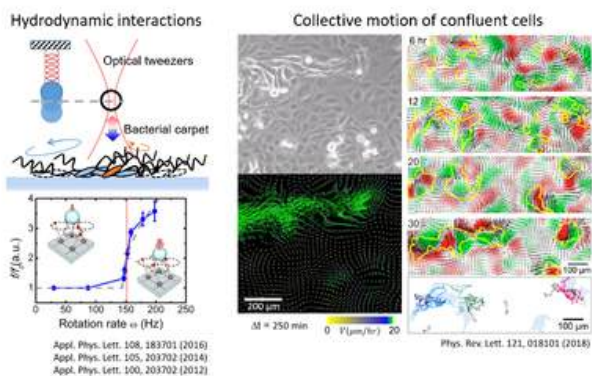 Hydrodynamic interactions
Collective motion of confluent cells
Optical tweezers
Bacterial carpet
f/f₀(a.u.)
4
3
2
1
0 50 100 150 200 250
Rotation rate ω (Hz)
Appl. Phys. Lett. 108, 183701 (2016)
Appl. Phys. Lett. 105, 203702 (2014)
Appl. Phys. Lett. 100, 203702 (2012)
200 μm
Δt = 250 min
0 V(μm/hr) 20
6 hr
12
20
30
100 μm
100 μm
Phys. Rev. Lett. 121, 018101 (2018)